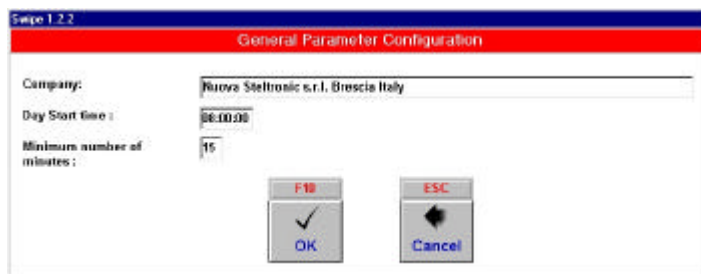 Swipe 1.2.2
General Parameter Configuration
Company: Nuova Steltronic s.r.l. Brescia Italy
Day Start time : 08:00:00
Minimum number of minutes : 15
F10 ESC
OK Cancel